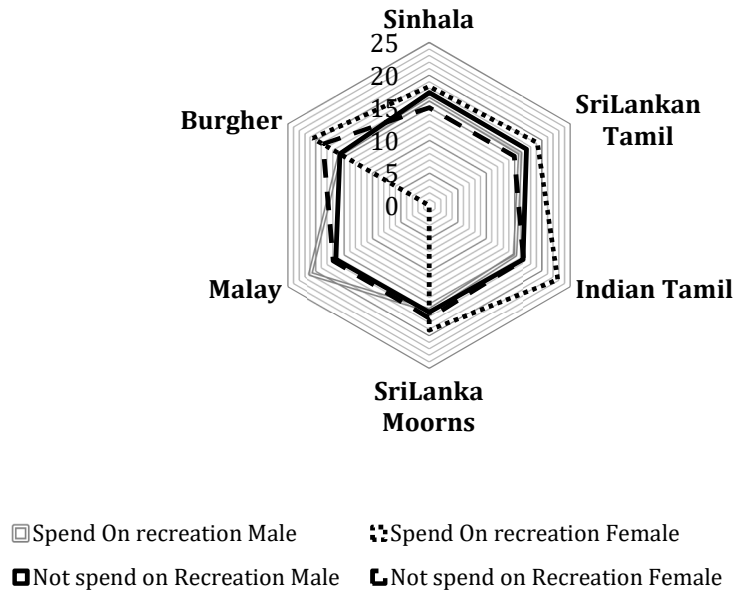 Sinhala
25
20
15
10
5
0
SriLankan
Tamil
Indian Tamil
SriLanka
Moorns
Malay
Burgher
Spend On recreation Male
Spend On recreation Female
Not spend on Recreation Male
Not spend on Recreation Female